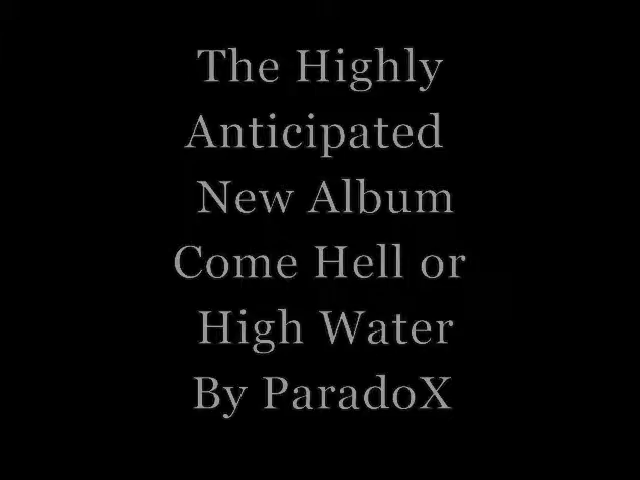 The Highly
Anticipated
New Album
Come Hell or
High Water
By ParadoX